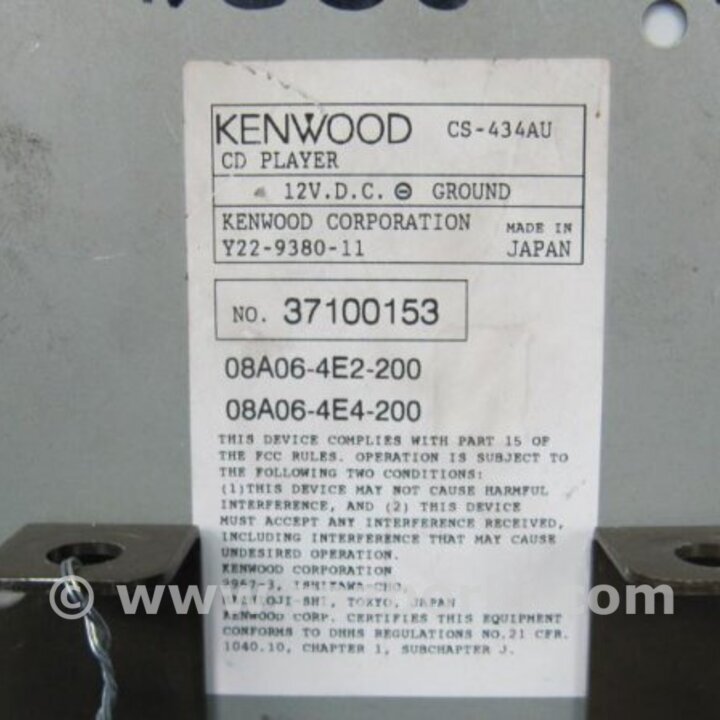 KENWOOD CS-434AU
CD PLAYER
12V.D.C. ⊖ GROUND
KENWOOD CORPORATION MADE IN
Y22-9380-11 JAPAN
NO. 37100153
08A06-4E2-200
08A06-4E4-200
THIS DEVICE COMPLIES WITH PART 15 OF
THE FCC RULES. OPERATION IS SUBJECT TO
THE FOLLOWING TWO CONDITIONS:
(1)THIS DEVICE MAY NOT CAUSE HARMFUL
INTERFERENCE, AND (2) THIS DEVICE
MUST ACCEPT ANY INTERFERENCE RECEIVED,
INCLUDING INTERFERENCE THAT MAY CAUSE
UNDESIRED OPERATION.
KENWOOD CORPORATION
2967-3, ISHIKAWA-CHO,
TOKYO, JAPAN
KENWOOD CORP. CERTIFIES THIS EQUIPMENT
CONFORMS TO DHHS REGULATIONS NO.21 CFR.
1040.10, CHAPTER 1, SUBCHAPTER J.